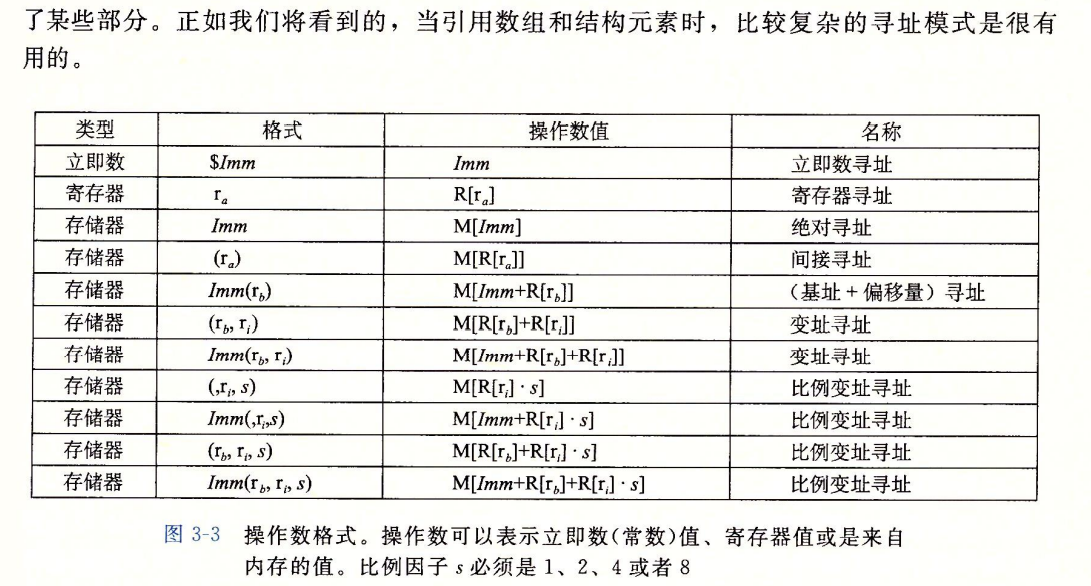 了某些部分。正如我们将看到的，当引用数组和结构元素时，比较复杂的寻址模式是很有
用的。
类型 格式 操作数值 名称
立即数 $Imm Imm 立即数寻址
寄存器 rₐ R[rₐ] 寄存器寻址
存储器 Imm M[Imm] 绝对寻址
存储器 (rₐ) M[R[rₐ]] 间接寻址
存储器 Imm(r_b) M[Imm+R[r_b]] （基址+偏移量）寻址
存储器 (r_b, r_i) M[R[r_b]+R[r_i]] 变址寻址
存储器 Imm(r_b, r_i) M[Imm+R[r_b]+R[r_i]] 变址寻址
存储器 (,r_i, s) M[R[r_i]·s] 比例变址寻址
存储器 Imm(,r_i,s) M[Imm+R[r_i]·s] 比例变址寻址
存储器 (r_b, r_i, s) M[R[r_b]+R[r_i]·s] 比例变址寻址
存储器 Imm(r_b, r_i, s) M[Imm+R[r_b]+R[r_i]·s] 比例变址寻址
图 3-3 操作数格式。操作数可以表示立即数(常数)值、寄存器值或是来自
内存的值。比例因子 s 必须是 1、2、4 或者 8